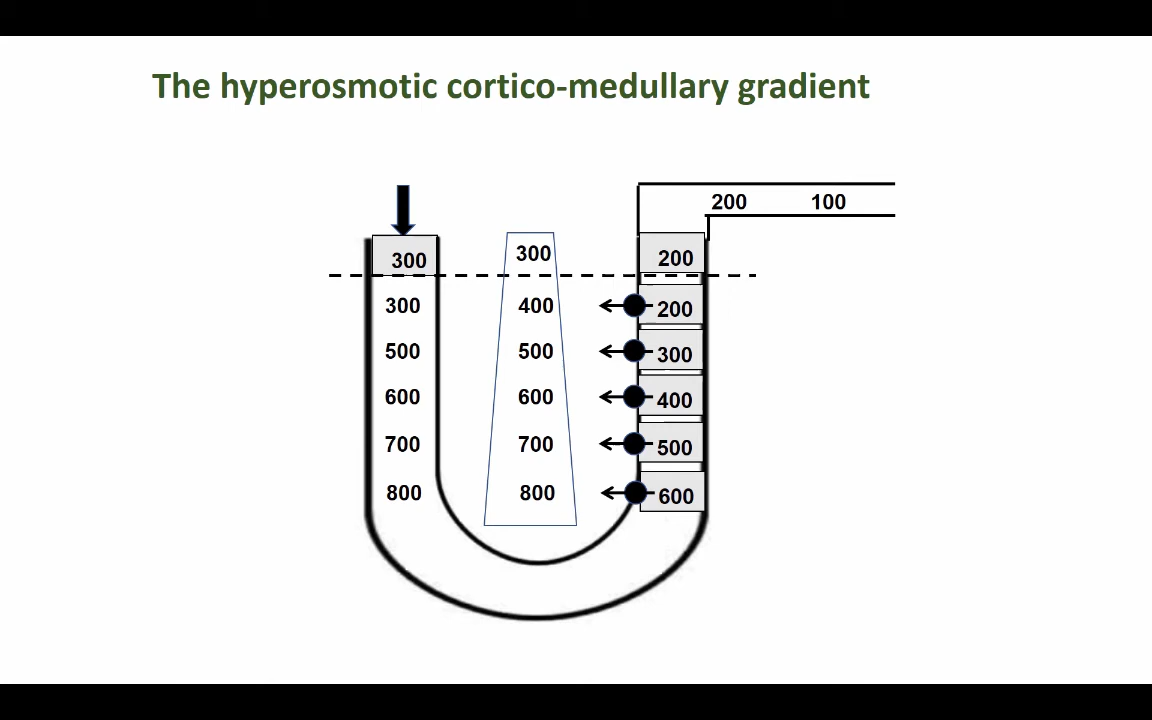 The hyperosmotic cortico-medullary gradient
200 100
300 300 200
300 400 200
500 500 300
600 600 400
700 700 500
800 800 600